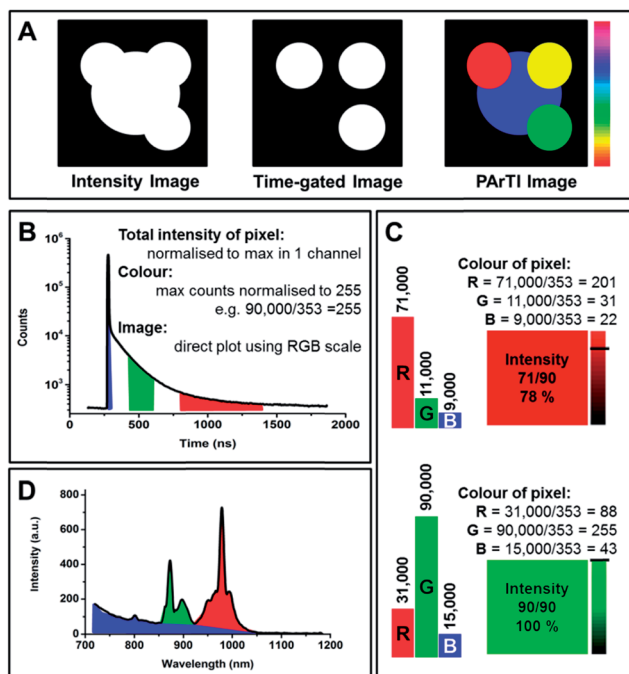 A
Intensity Image
Time-gated Image
PArTI Image
B
Total intensity of pixel:
normalised to max in 1 channel
Colour:
max counts normalised to 255
e.g. 90,000/353 =255
Image:
direct plot using RGB scale
Counts
10⁶
10⁵
10⁴
10³
0
500
1000
1500
2000
Time (ns)
C
71,000
11,000
9,000
R
G
B
Colour of pixel:
R = 71,000/353 = 201
G = 11,000/353 = 31
B = 9,000/353 = 22
Intensity
71/90
78 %
31,000
90,000
15,000
R
G
B
Colour of pixel:
R = 31,000/353 = 88
G = 90,000/353 = 255
B = 15,000/353 = 43
Intensity
90/90
100 %
D
Intensity (a.u.)
800
600
400
200
0
700
800
900
1000
1100
1200
Wavelength (nm)